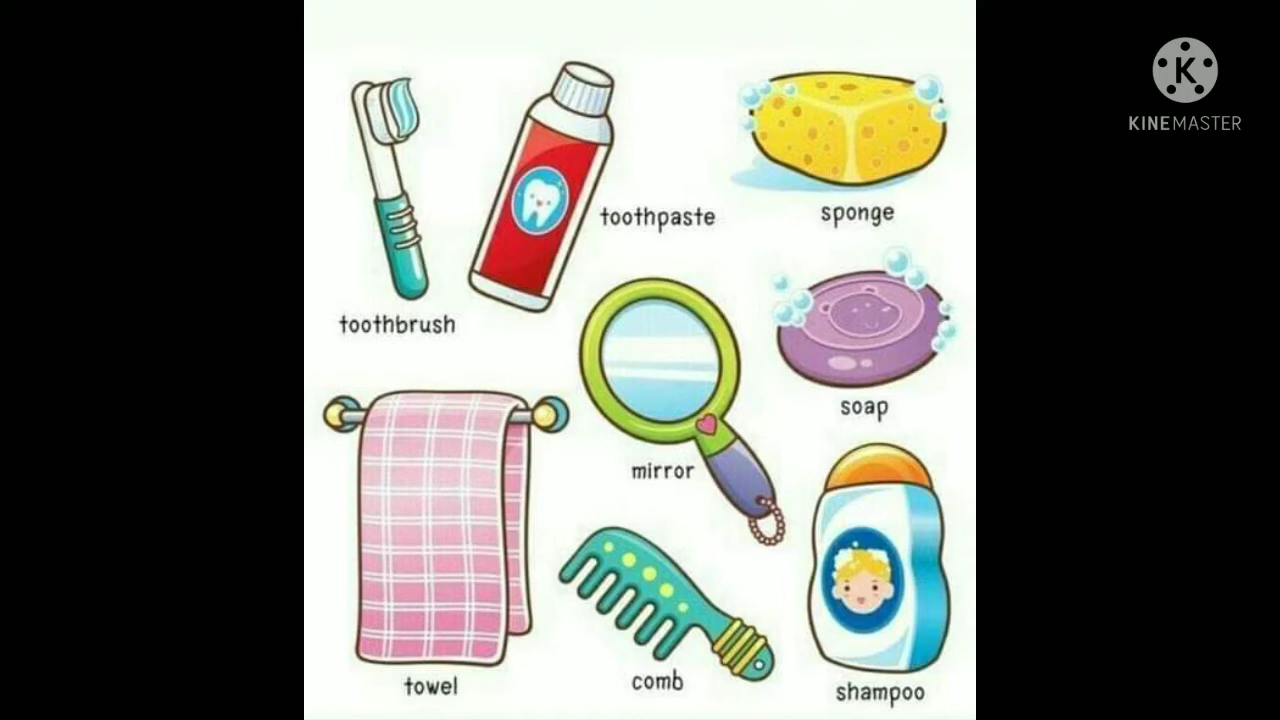 K
KINEMASTER
toothpaste
sponge
toothbrush
soap
mirror
comb
towel
shampoo